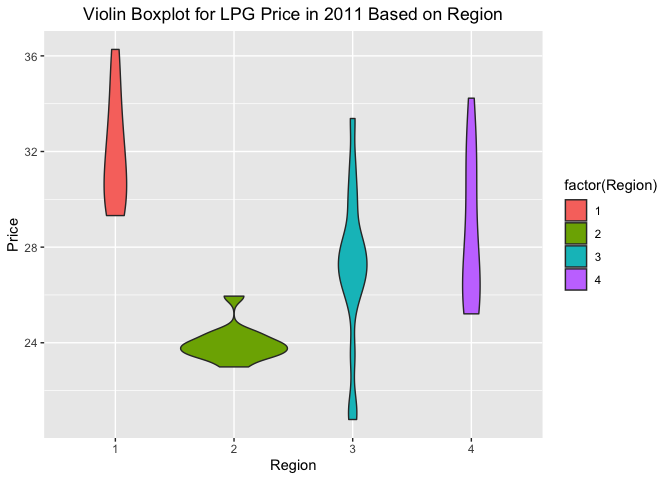 Violin Boxplot for LPG Price in 2011 Based on Region
36
32
28
24
Price
1 2 3 4
Region
factor(Region)
1
2
3
4